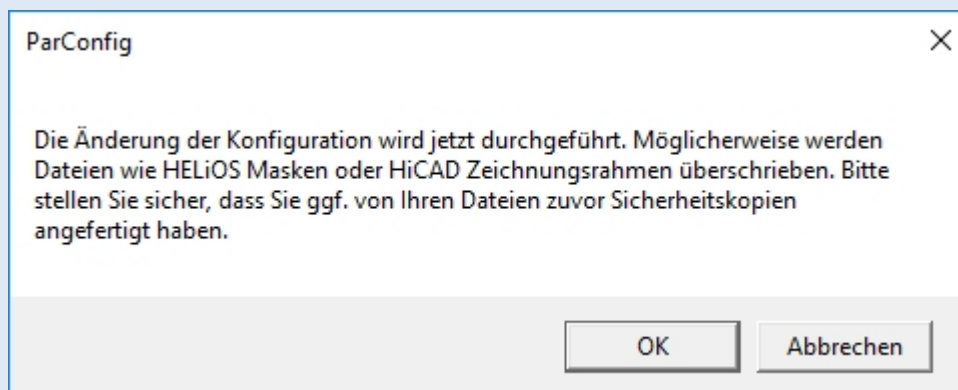 ParConfig
Die Änderung der Konfiguration wird jetzt durchgeführt. Möglicherweise werden
Dateien wie HELiOS Masken oder HiCAD Zeichnungsrahmen überschrieben. Bitte
stellen Sie sicher, dass Sie ggf. von Ihren Dateien zuvor Sicherheitskopien
angefertigt haben.
OK Abbrechen